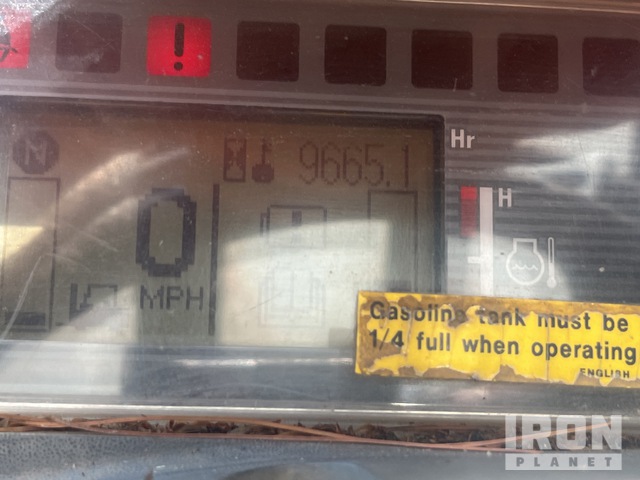 !
N
9665.1
Hr
0
MPH
H
Gasoline tank must be
1/4 full when operating
ENGLISH
IRON
PLANET